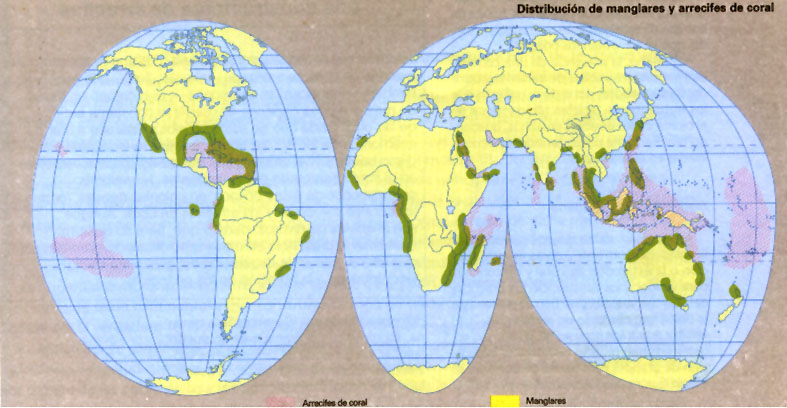 Distribución de manglares y arrecifes de coral
Arrecifes de coral
Manglares